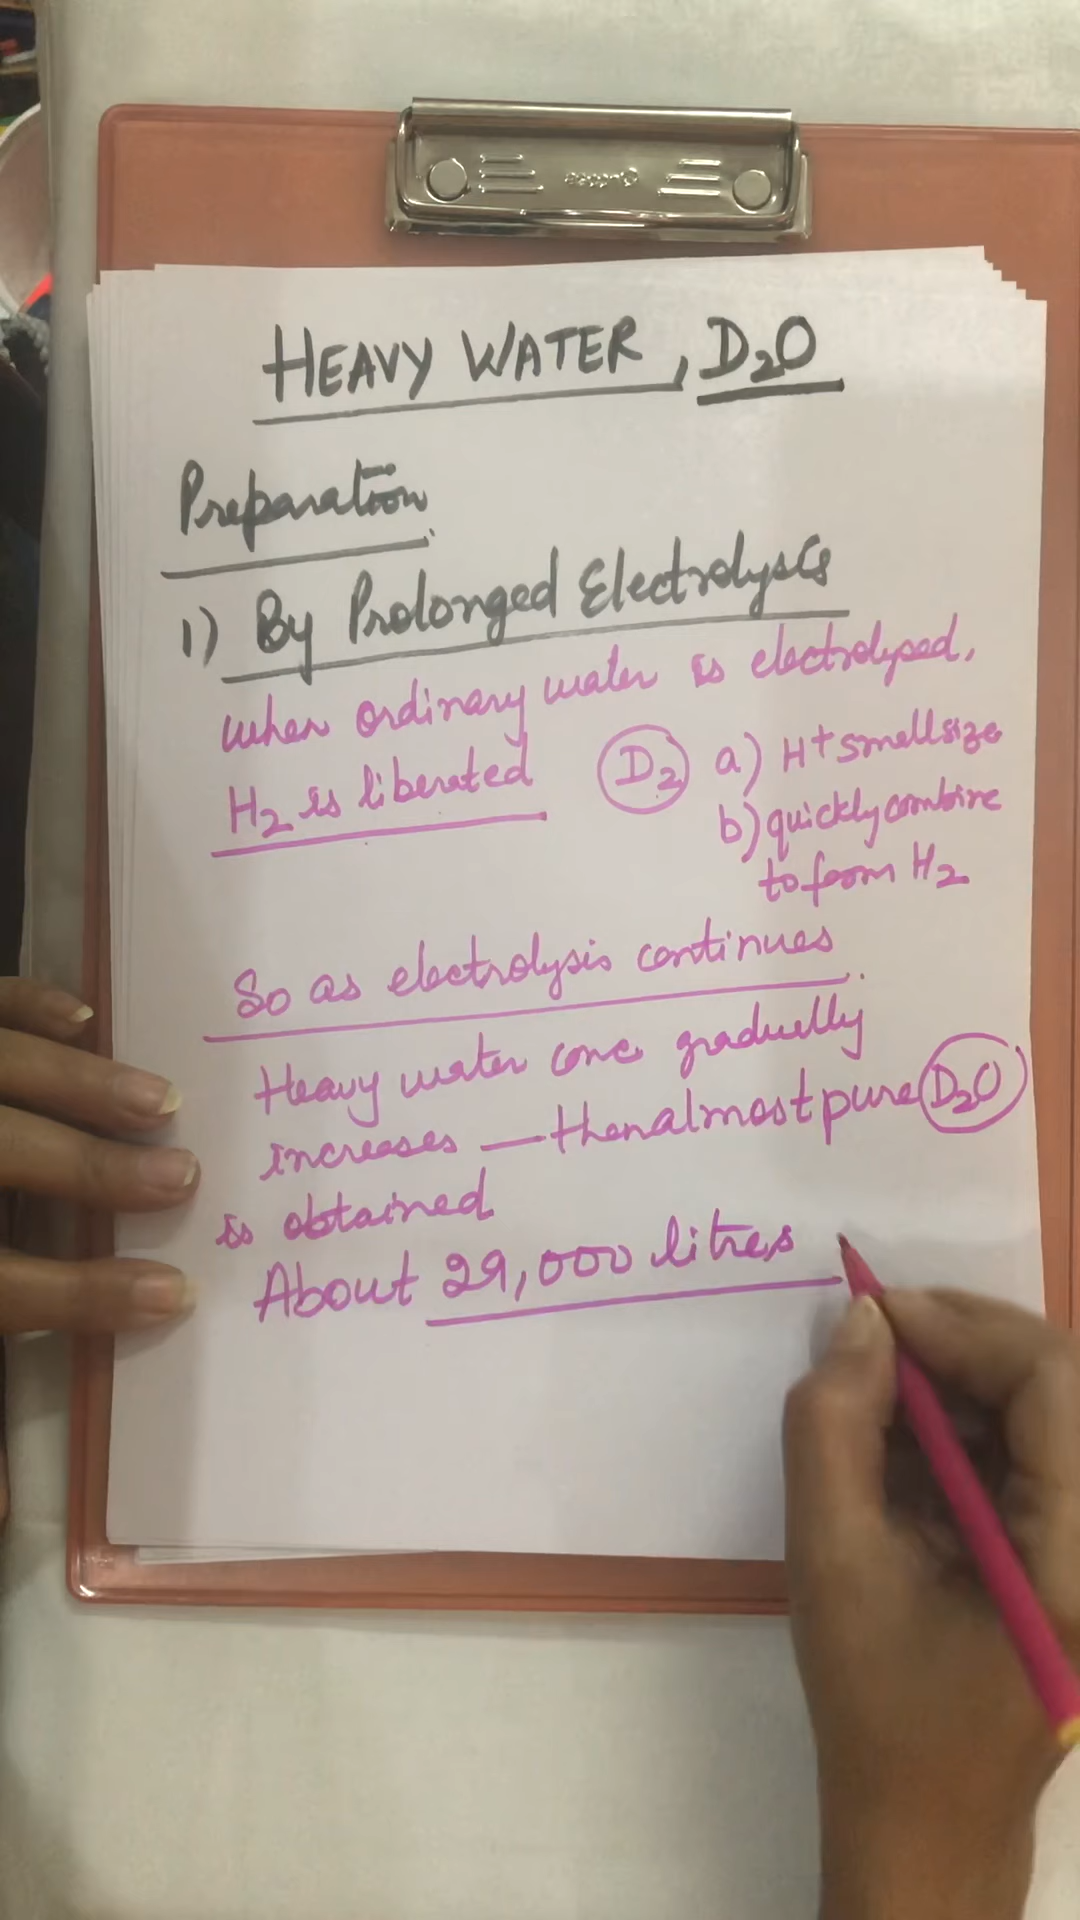 HEAVY WATER, D₂O
Preparation
1) By Prolonged Electrolysis
when ordinary water is electrolysed,
H₂ is liberated
D₂
a) H+ small size
b) quickly combine
to form H₂
So as electrolysis continues
Heavy water conc gradually
increases — then almost pure D₂O
is obtained
About 29,000 litres